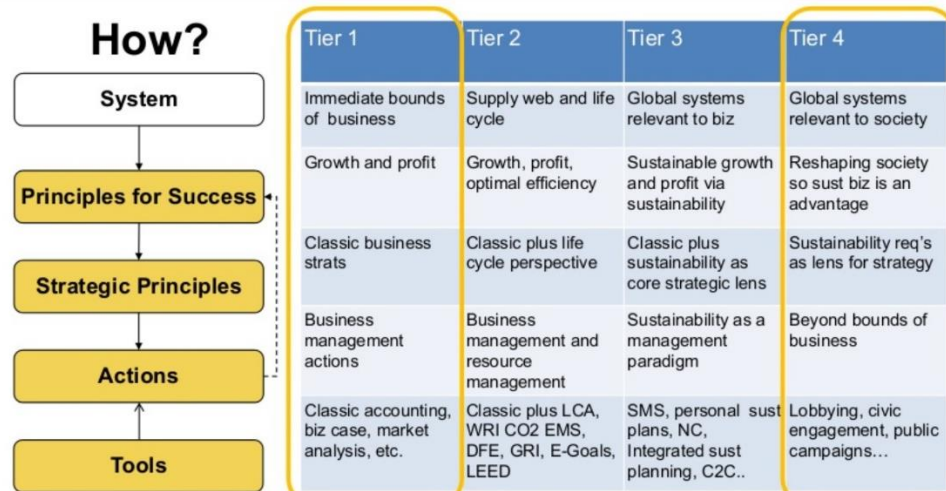 How?
System
Principles for Success
Strategic Principles
Actions
Tools
Tier 1
Tier 2
Tier 3
Tier 4
Immediate bounds
of business
Supply web and life
cycle
Global systems
relevant to biz
Global systems
relevant to society
Growth and profit
Growth, profit,
optimal efficiency
Sustainable growth
and profit via
sustainability
Reshaping society
so sust biz is an
advantage
Classic business
strats
Classic plus life
cycle perspective
Classic plus
sustainability as
core strategic lens
Sustainability req's
as lens for strategy
Business
management
actions
Business
management and
resource
management
Sustainability as a
management
paradigm
Beyond bounds of
business
Classic accounting,
biz case, market
analysis, etc.
Classic plus LCA,
WRI CO2 EMS,
DFE, GRI, E-Goals,
LEED
SMS, personal sust
plans, NC,
Integrated sust
planning, C2C..
Lobbying, civic
engagement, public
campaigns…